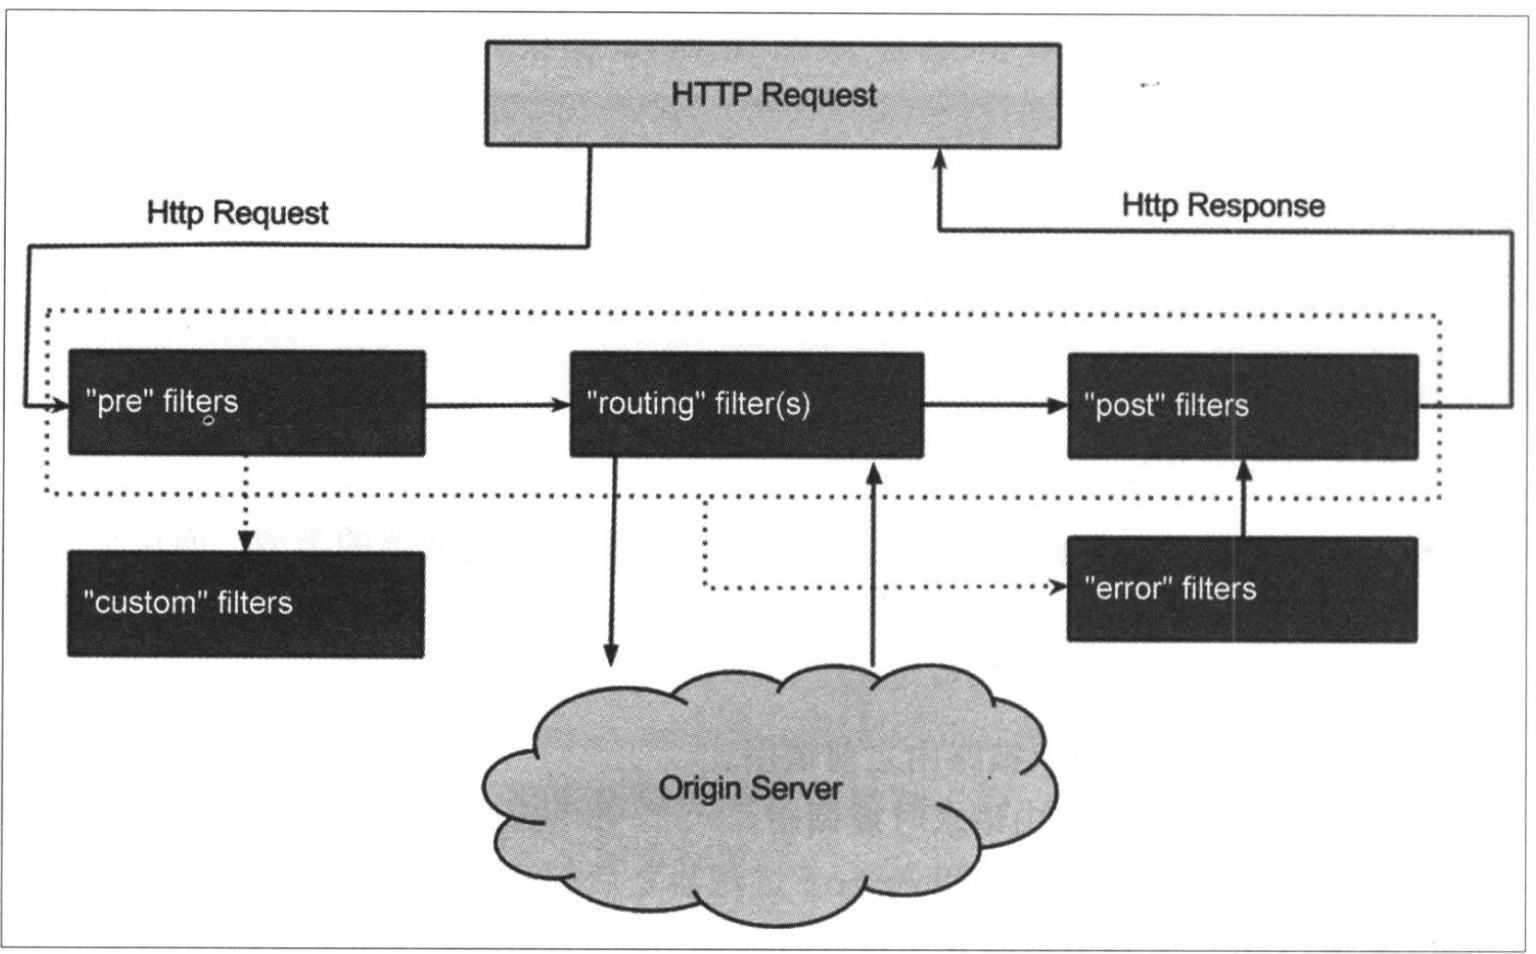 HTTP Request
Http Request
Http Response
"pre" filters
"routing" filter(s)
"post" filters
"custom" filters
"error" filters
Origin Server